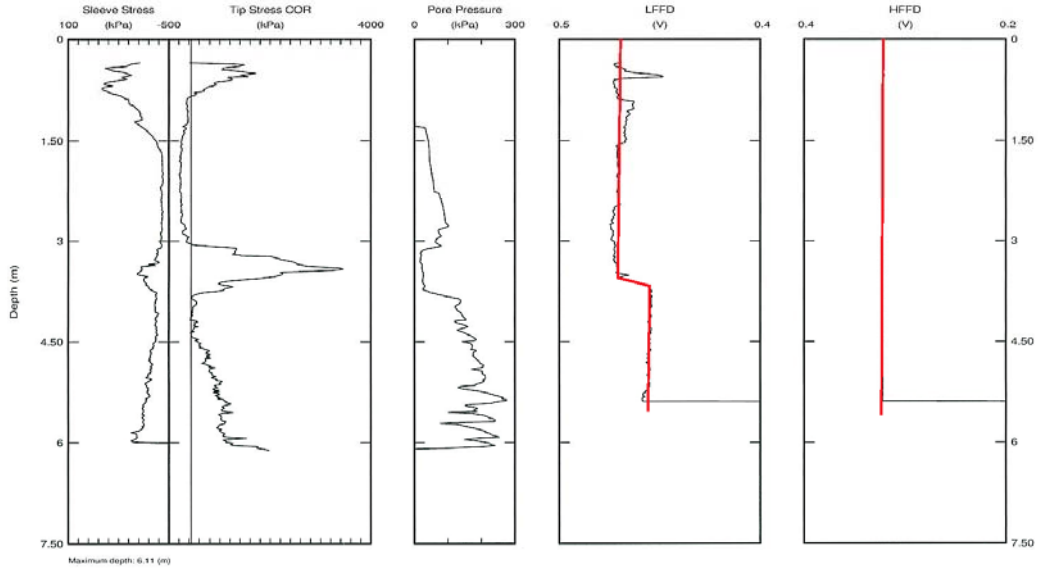 Sleeve Stress Tip Stress COR Pore Pressure LFFD HFFD
100 (kPa) -500 (kPa) 4000 0 (kPa) 300 0.5 (V) 0.4 0.4 (V) 0.2
0 0
1.50 1.50
3 3
Depth (m)
4.50 4.50
6 6
7.50 7.50
Maximum depth: 6.11 (m)